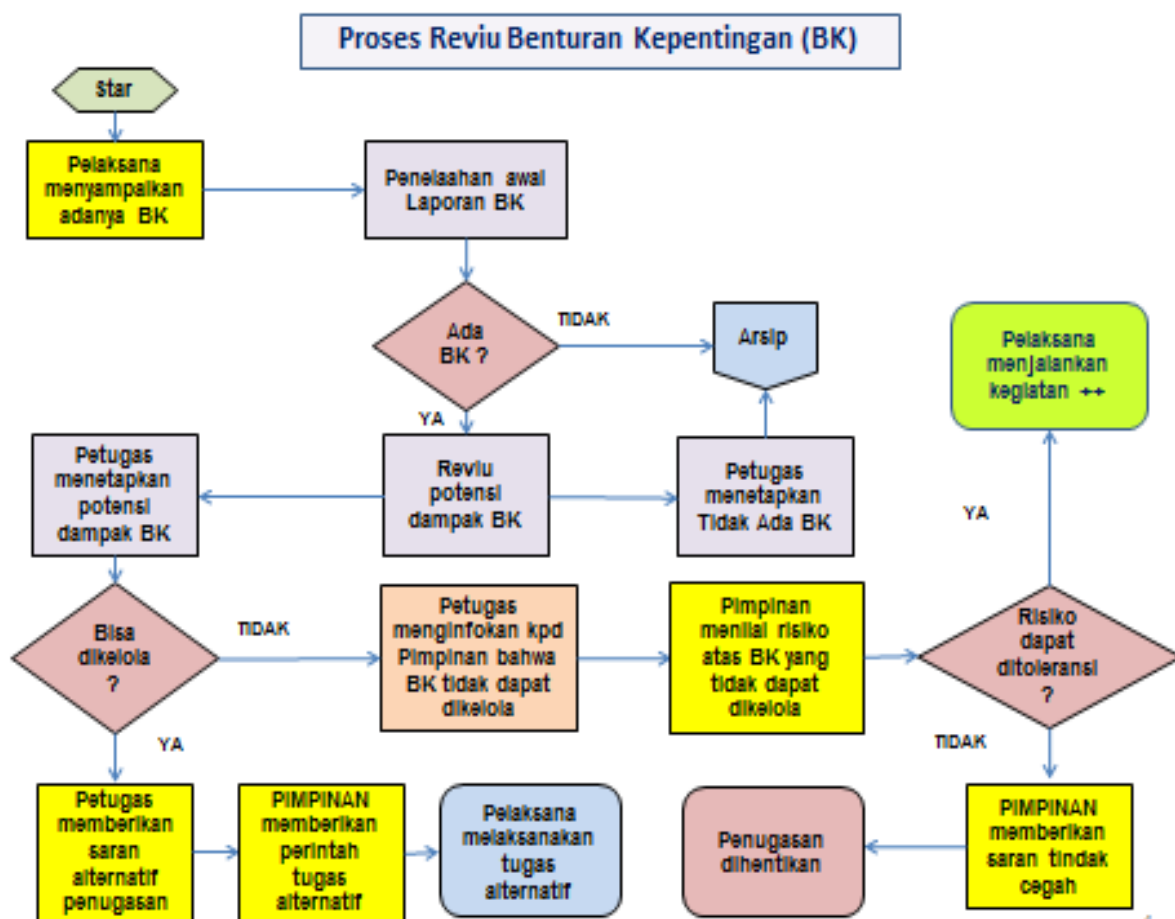 Proses Reviu Benturan Kepentingan (BK)
Star
Pelaksana
menyampaikan
adanya BK
Penelaahan awal
Laporan BK
Ada
BK ?
TIDAK
Arsip
YA
Pelaksana
menjalankan
kegiatan ++
Petugas
menetapkan
potensi
dampak BK
Reviu
potensi
dampak BK
Petugas
menetapkan
Tidak Ada BK
YA
Bisa
dikelola
?
TIDAK
Petugas
menginfokan kpd
Pimpinan bahwa
BK tidak dapat
dikelola
Pimpinan
menilai risiko
atas BK yang
tidak dapat
dikelola
Risiko
dapat
ditoleransi
?
YA
TIDAK
Petugas
memberikan
saran
alternatif
penugasan
PIMPINAN
memberikan
perintah
tugas
alternatif
Pelaksana
melaksanakan
tugas
alternatif
Penugasan
dihentikan
PIMPINAN
memberikan
saran tindak
cegah